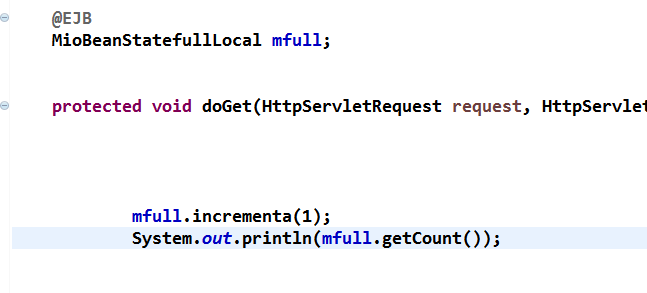 @EJB
MioBeanStatefullLocal mfull;
protected void doGet(HttpServletRequest request, HttpServlet
mfull.incrementa(1);
System.out.println(mfull.getCount());